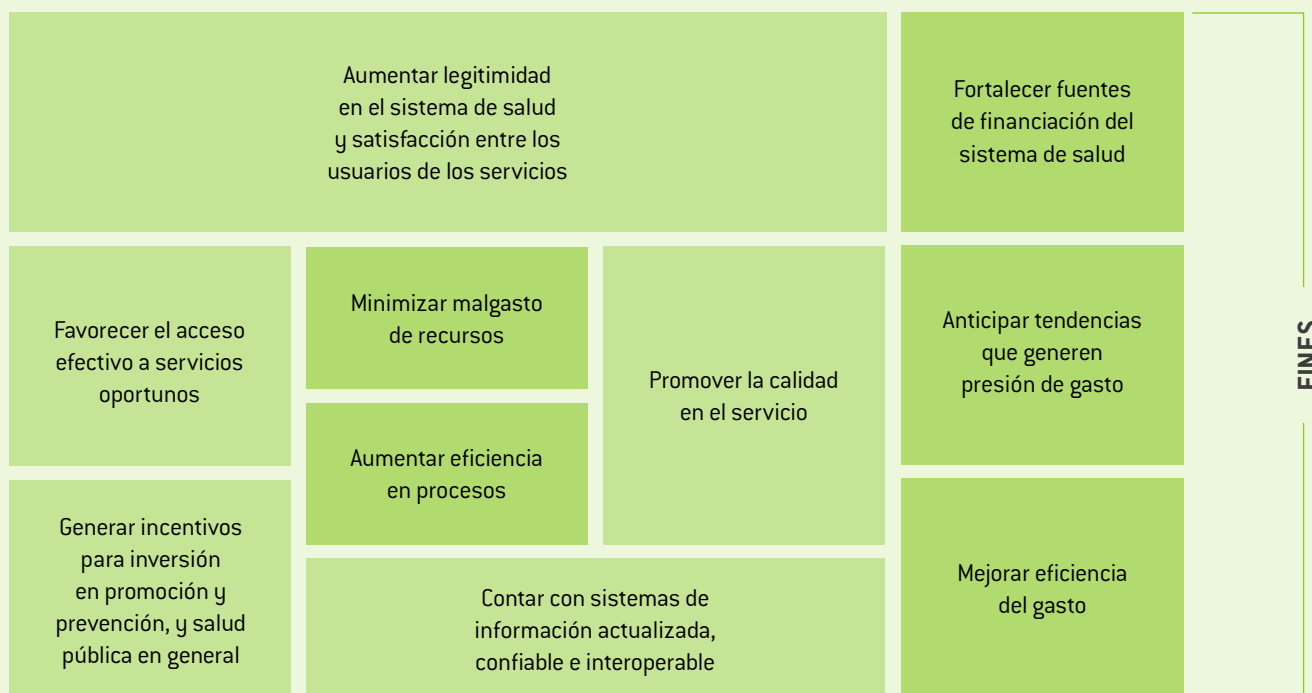 Aumentar legitimidad
en el sistema de salud
y satisfacción entre los
usuarios de los servicios
Fortalecer fuentes
de financiación del
sistema de salud
Favorecer el acceso
efectivo a servicios
oportunos
Minimizar malgasto
de recursos
Aumentar eficiencia
en procesos
Promover la calidad
en el servicio
Anticipar tendencias
que generen
presión de gasto
Generar incentivos
para inversión
en promoción y
prevención, y salud
pública en general
Contar con sistemas de
información actualizada,
confiable e interoperable
Mejorar eficiencia
del gasto
FINES